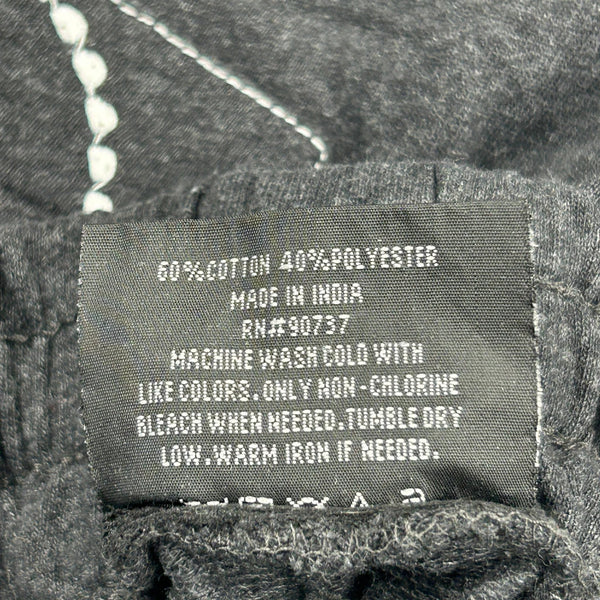 60%COTTON 40%POLYESTER
MADE IN INDIA
RN#90737
MACHINE WASH COLD WITH
LIKE COLORS.ONLY NON-CHLORINE
BLEACH WHEN NEEDED.TUMBLE DRY
LOW.WARM IRON IF NEEDED.